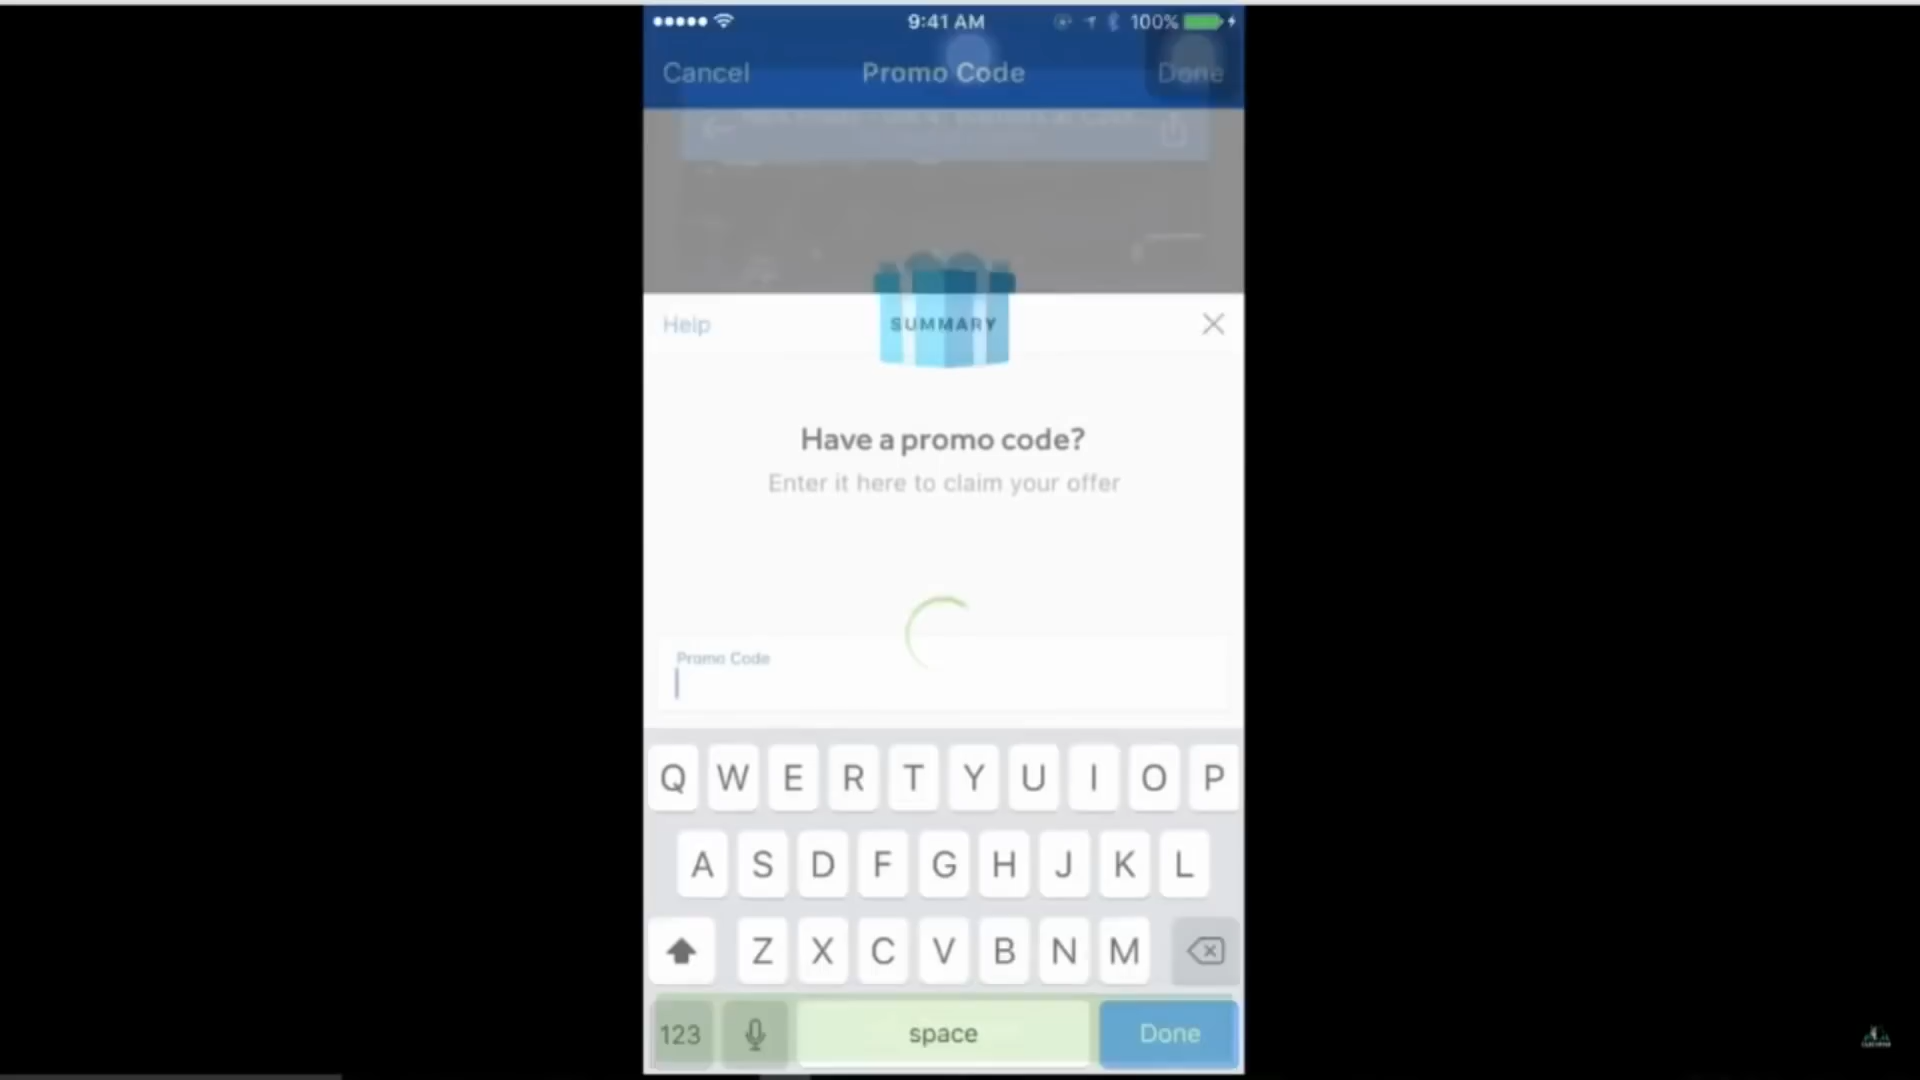 9:41 AM
100%
Cancel
Promo Code
Done
Help
SUMMARY
Have a promo code?
Enter it here to claim your offer
Promo Code
Q W E R T Y U I O P
A S D F G H J K L
Z X C V B N M
123
space
Done